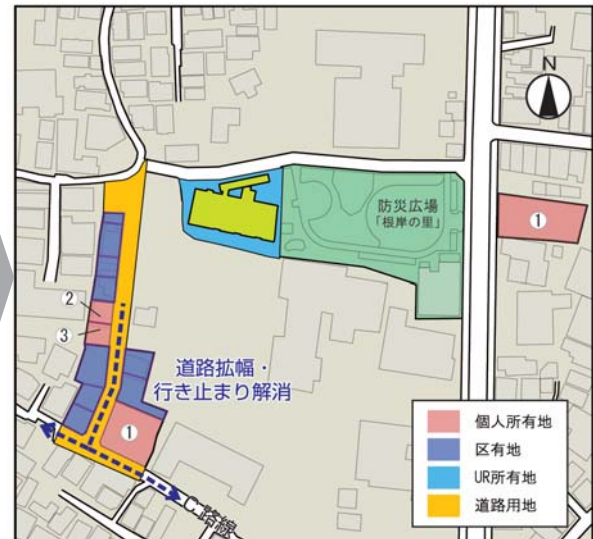 N
防災広場
「根岸の里」
①
②
③
道路拡幅・
行き止まり解消
①
C路線
個人所有地
区有地
UR所有地
道路用地